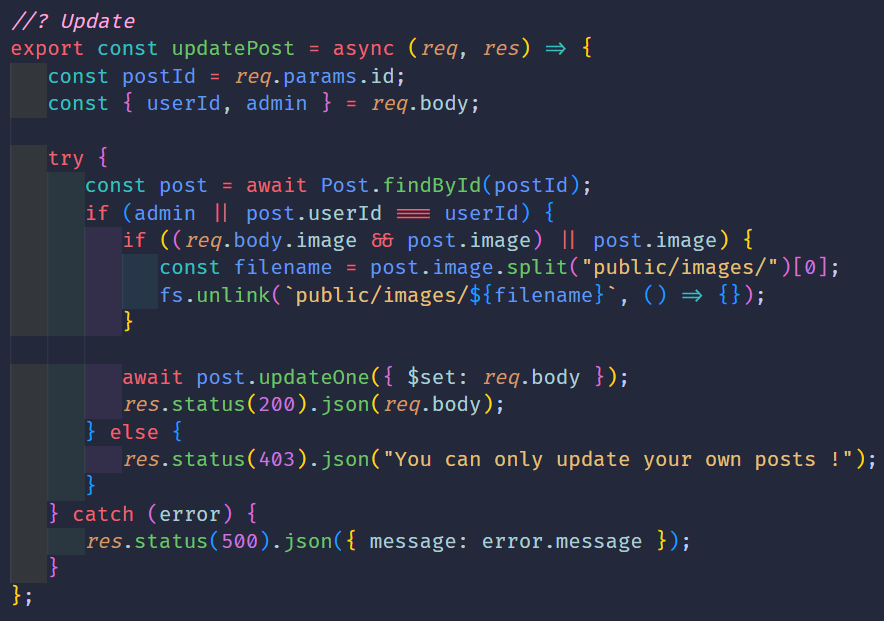 //? Update
export const updatePost = async (req, res) => {
    const postId = req.params.id;
    const { userId, admin } = req.body;

    try {
        const post = await Post.findById(postId);
        if (admin || post.userId === userId) {
            if ((req.body.image && post.image) || post.image) {
                const filename = post.image.split("public/images/")[0];
                fs.unlink(`public/images/${filename}`, () => {});
            }

            await post.updateOne({ $set: req.body });
            res.status(200).json(req.body);
        } else {
            res.status(403).json("You can only update your own posts !");
        }
    } catch (error) {
        res.status(500).json({ message: error.message });
    }
};